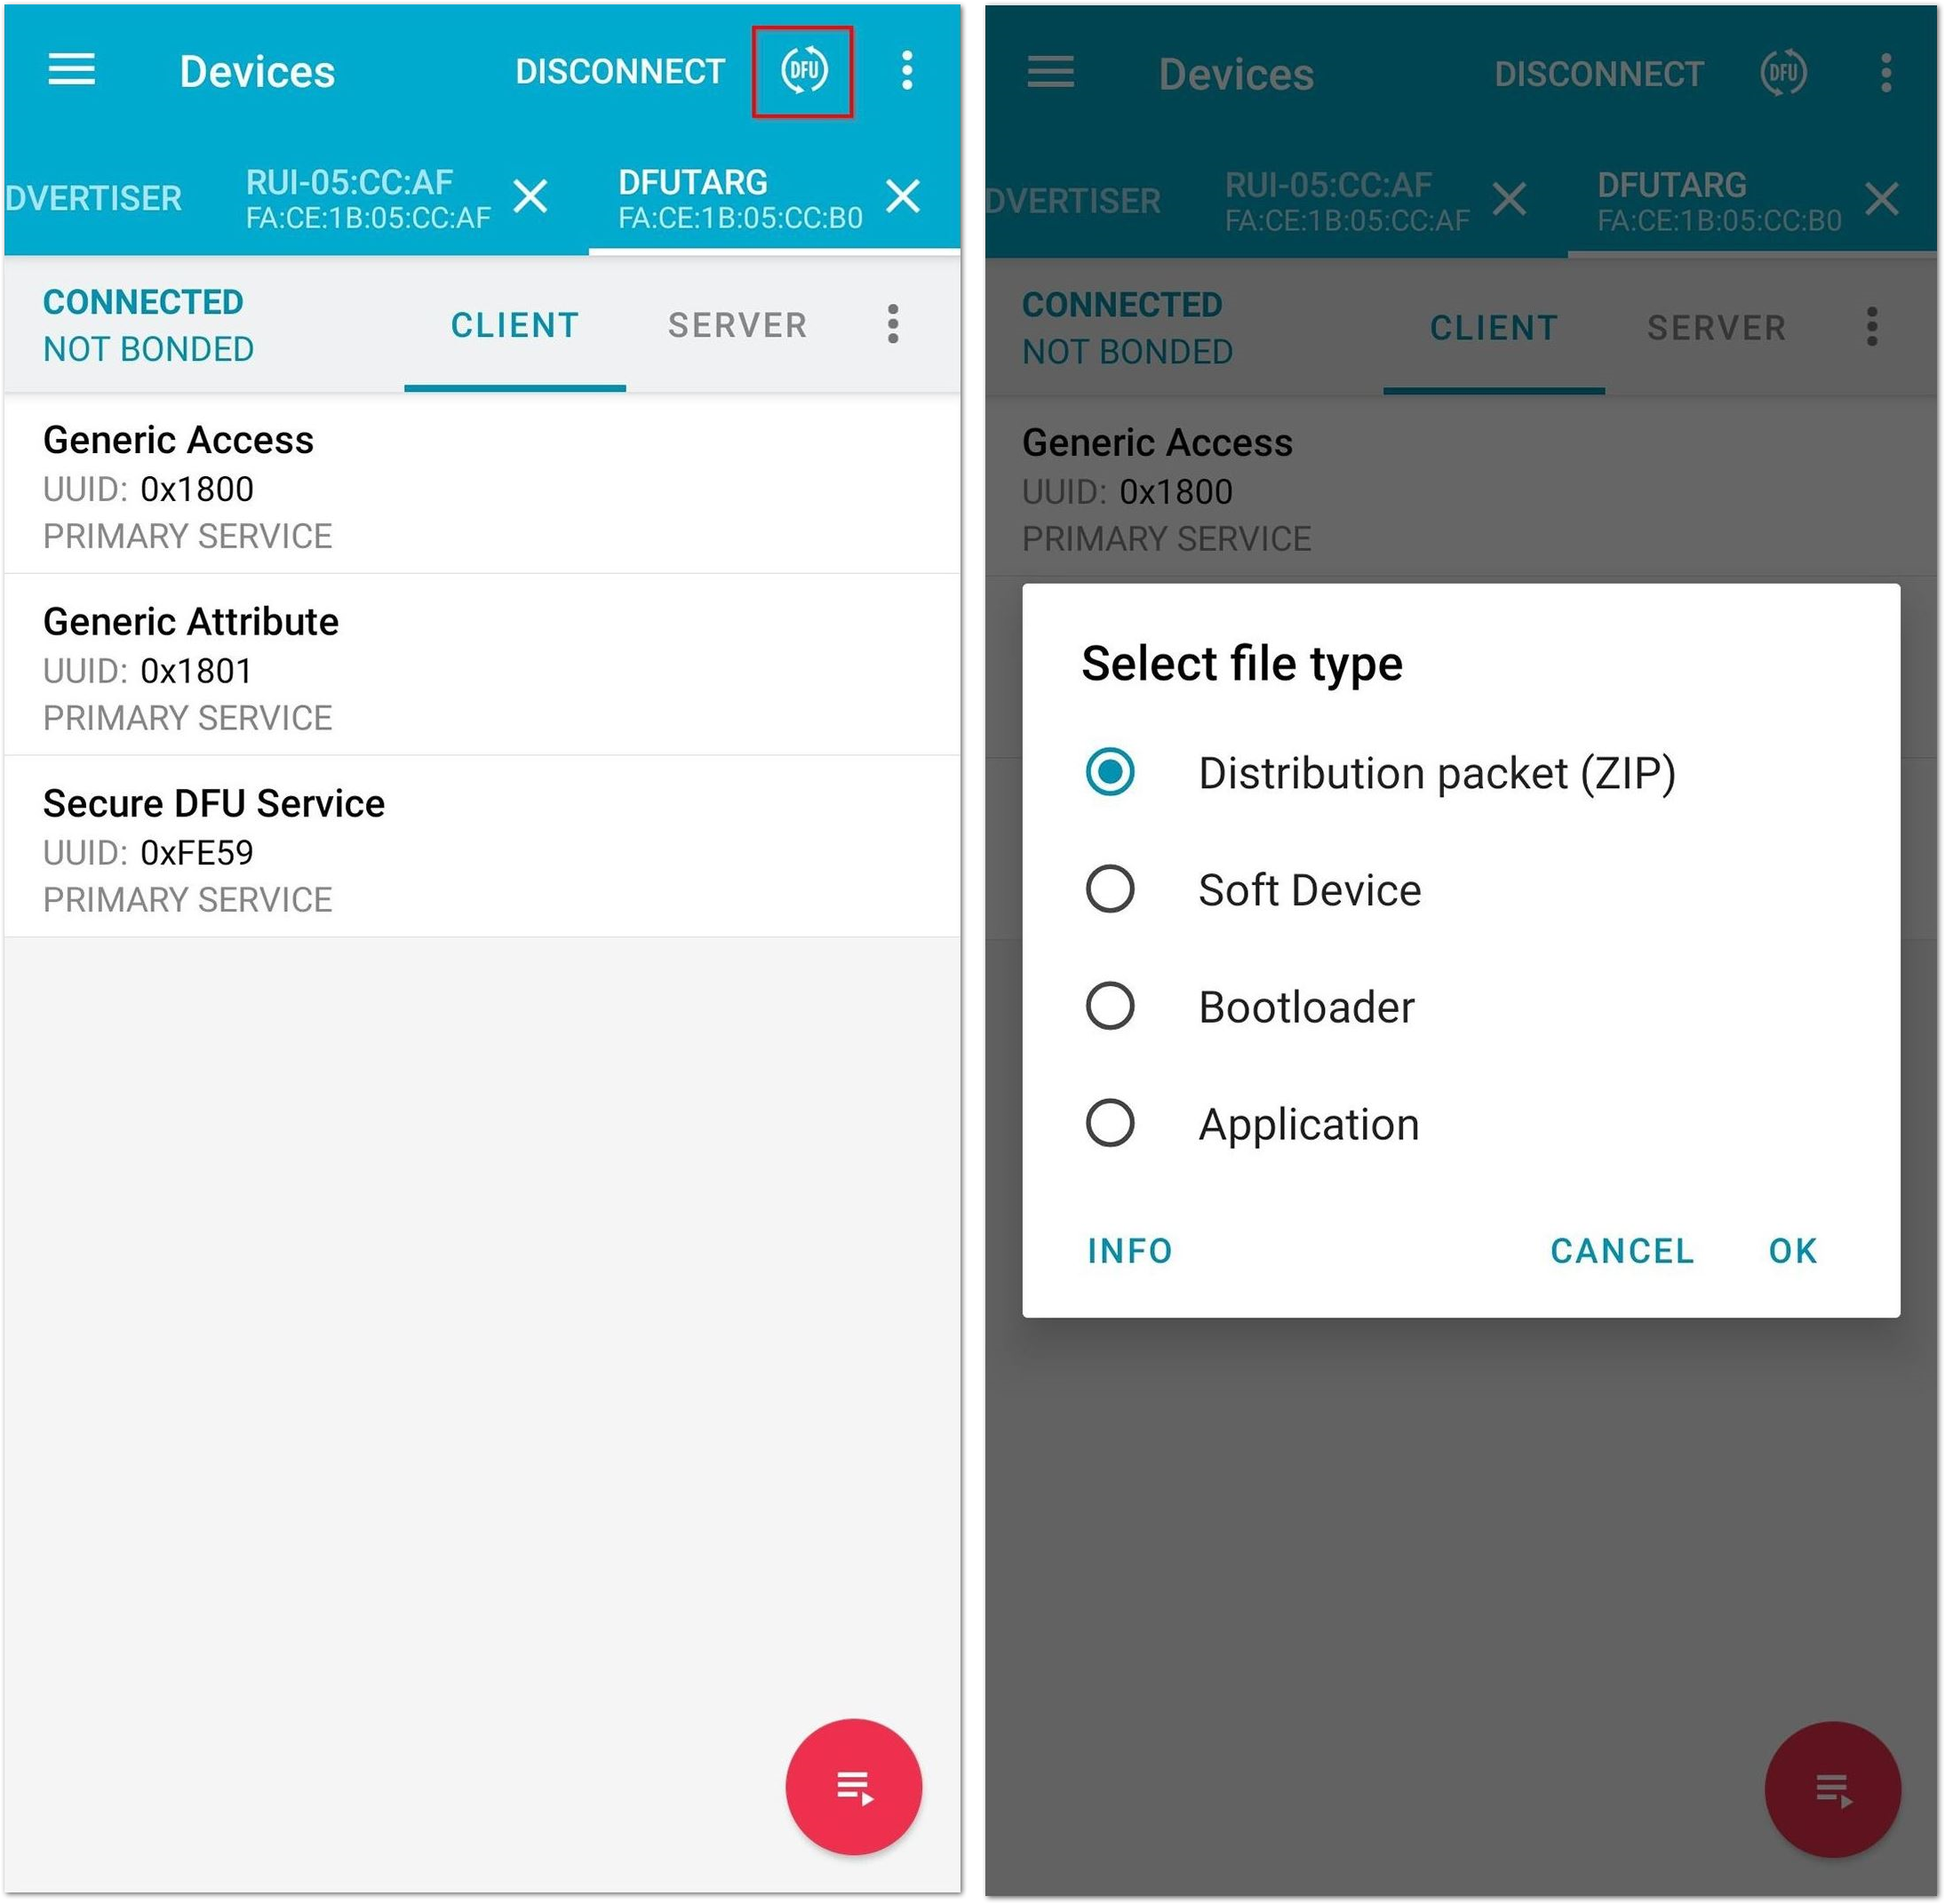 Devices
DISCONNECT
DFU
DVERTISER
RUI-05:CC:AF
FA:CE:1B:05:CC:AF
DFUTARG
FA:CE:1B:05:CC:B0
CONNECTED
NOT BONDED
CLIENT
SERVER
Generic Access
UUID: 0x1800
PRIMARY SERVICE
Generic Attribute
UUID: 0x1801
PRIMARY SERVICE
Secure DFU Service
UUID: 0xFE59
PRIMARY SERVICE
Devices
DISCONNECT
DFU
DVERTISER
RUI-05:CC:AF
FA:CE:1B:05:CC:AF
DFUTARG
FA:CE:1B:05:CC:B0
CONNECTED
NOT BONDED
CLIENT
SERVER
Generic Access
UUID: 0x1800
PRIMARY SERVICE
Select file type
Distribution packet (ZIP)
Soft Device
Bootloader
Application
INFO
CANCEL
OK